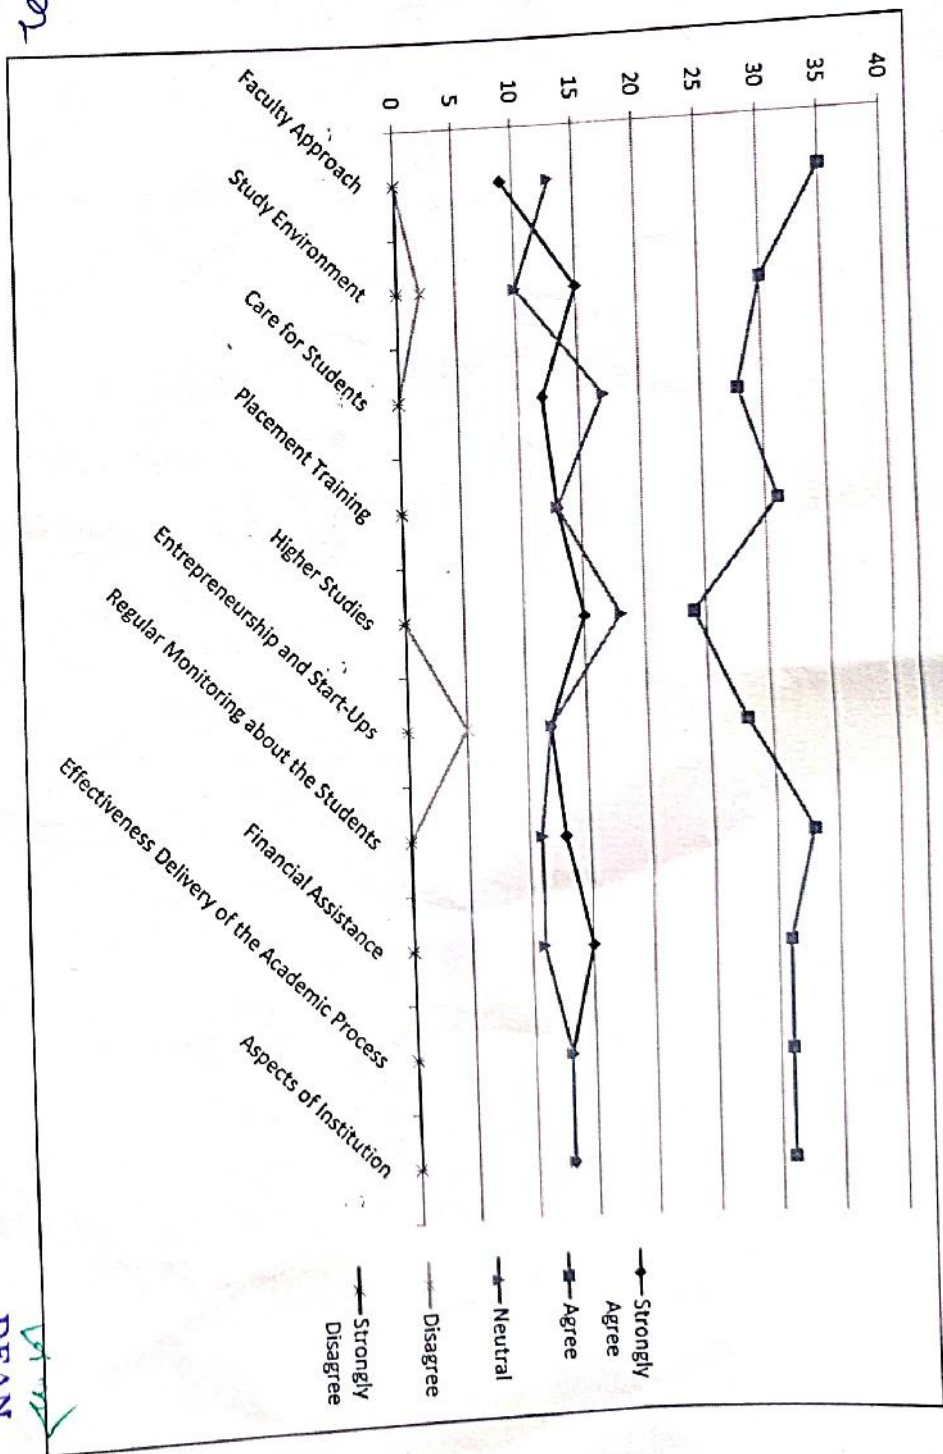 40
35
30
25
20
15
10
5
0
Faculty Approach
Study Environment
Care for Students
Placement Training
Higher Studies
Entrepreneurship and Start-Ups
Regular Monitoring about the Students
Financial Assistance
Effectiveness Delivery of the Academic Process
Aspects of Institution
Strongly
Agree
Agree
Neutral
Disagree
Strongly
Disagree
DEAN